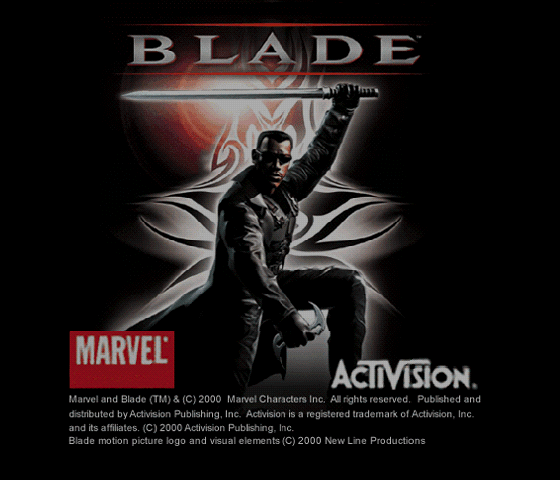 BLADE™
MARVEL®
ACTIVISION®
Marvel and Blade (TM) & (C) 2000 Marvel Characters Inc. All rights reserved. Published and
distributed by Activision Publishing, Inc. Activision is a registered trademark of Activision, Inc.
and its affiliates. (C) 2000 Activision Publishing, Inc.
Blade motion picture logo and visual elements (C) 2000 New Line Productions